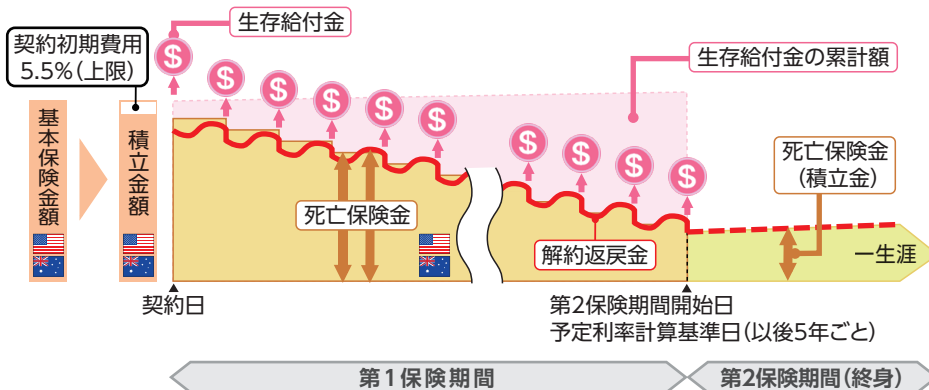 生存給付金
契約初期費用
5.5%(上限)
生存給付金の累計額
基本保険金額
積立金額
死亡保険金
(積立金)
死亡保険金
解約返戻金
一生涯
契約日
第2保険期間開始日
予定利率計算基準日(以後5年ごと)
第1保険期間
第2保険期間(終身)
$
$
$
$
$
$
$
$
$
$